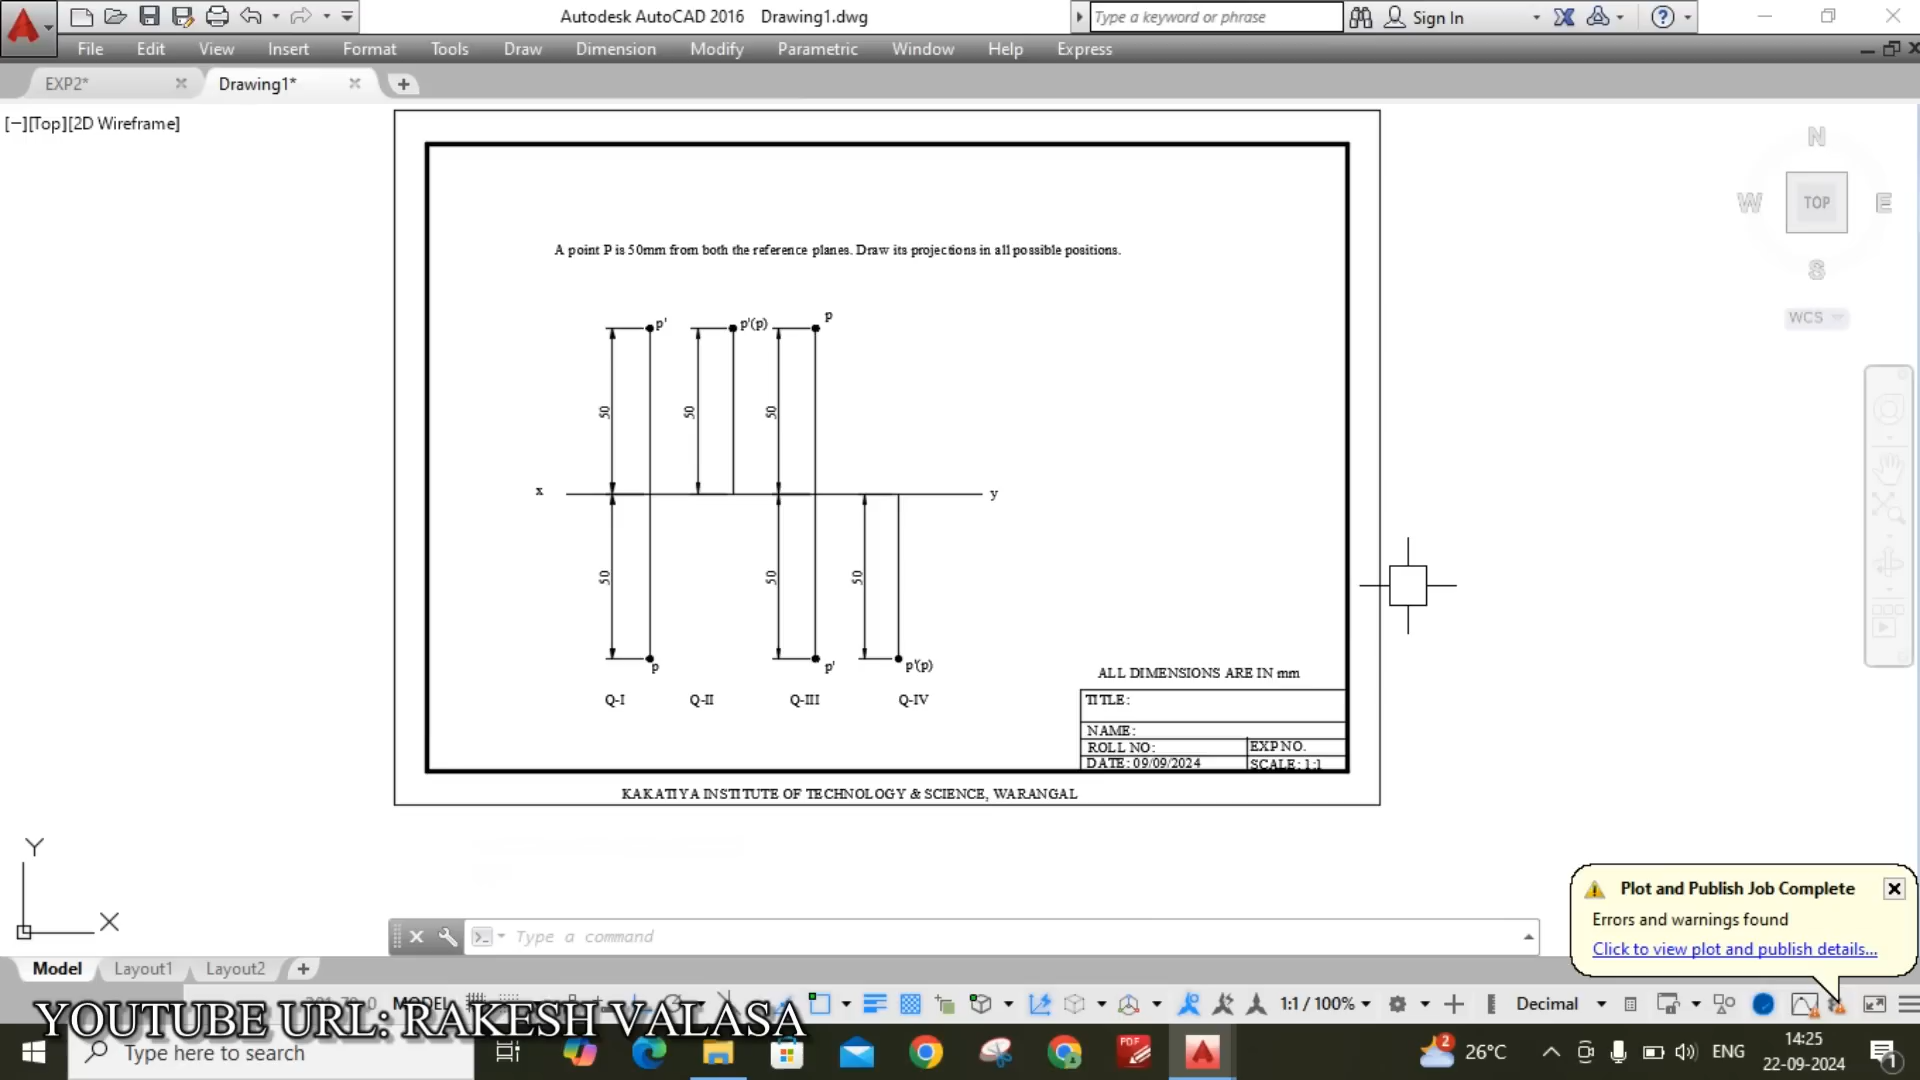 Autodesk AutoCAD 2016 Drawing1.dwg
Type a keyword or phrase
Sign In
File Edit View Insert Format Tools Draw Dimension Modify Parametric Window Help Express
EXP2*
Drawing1*
[−][Top][2D Wireframe]
N
W TOP E
S
WCS
A point P is 50mm from both the reference planes. Draw its projections in all possible positions.
p' p'(p) p
50 50 50
x y
50 50 50
p p' p'(p)
Q-I Q-II Q-III Q-IV
ALL DIMENSIONS ARE IN mm
TITLE:
NAME:
ROLL NO: EXP NO.
DATE: 09/09/2024 SCALE: 1:1
KAKATIYA INSTITUTE OF TECHNOLOGY & SCIENCE, WARANGAL
Y
X
Plot and Publish Job Complete
Errors and warnings found
Click to view plot and publish details...
Type a command
Model Layout1 Layout2
MODEL 1:1 / 100% Decimal
YOUTUBE URL: RAKESH VALASA
Type here to search
PDF
2
26°C
ENG
14:25
22-09-2024
1